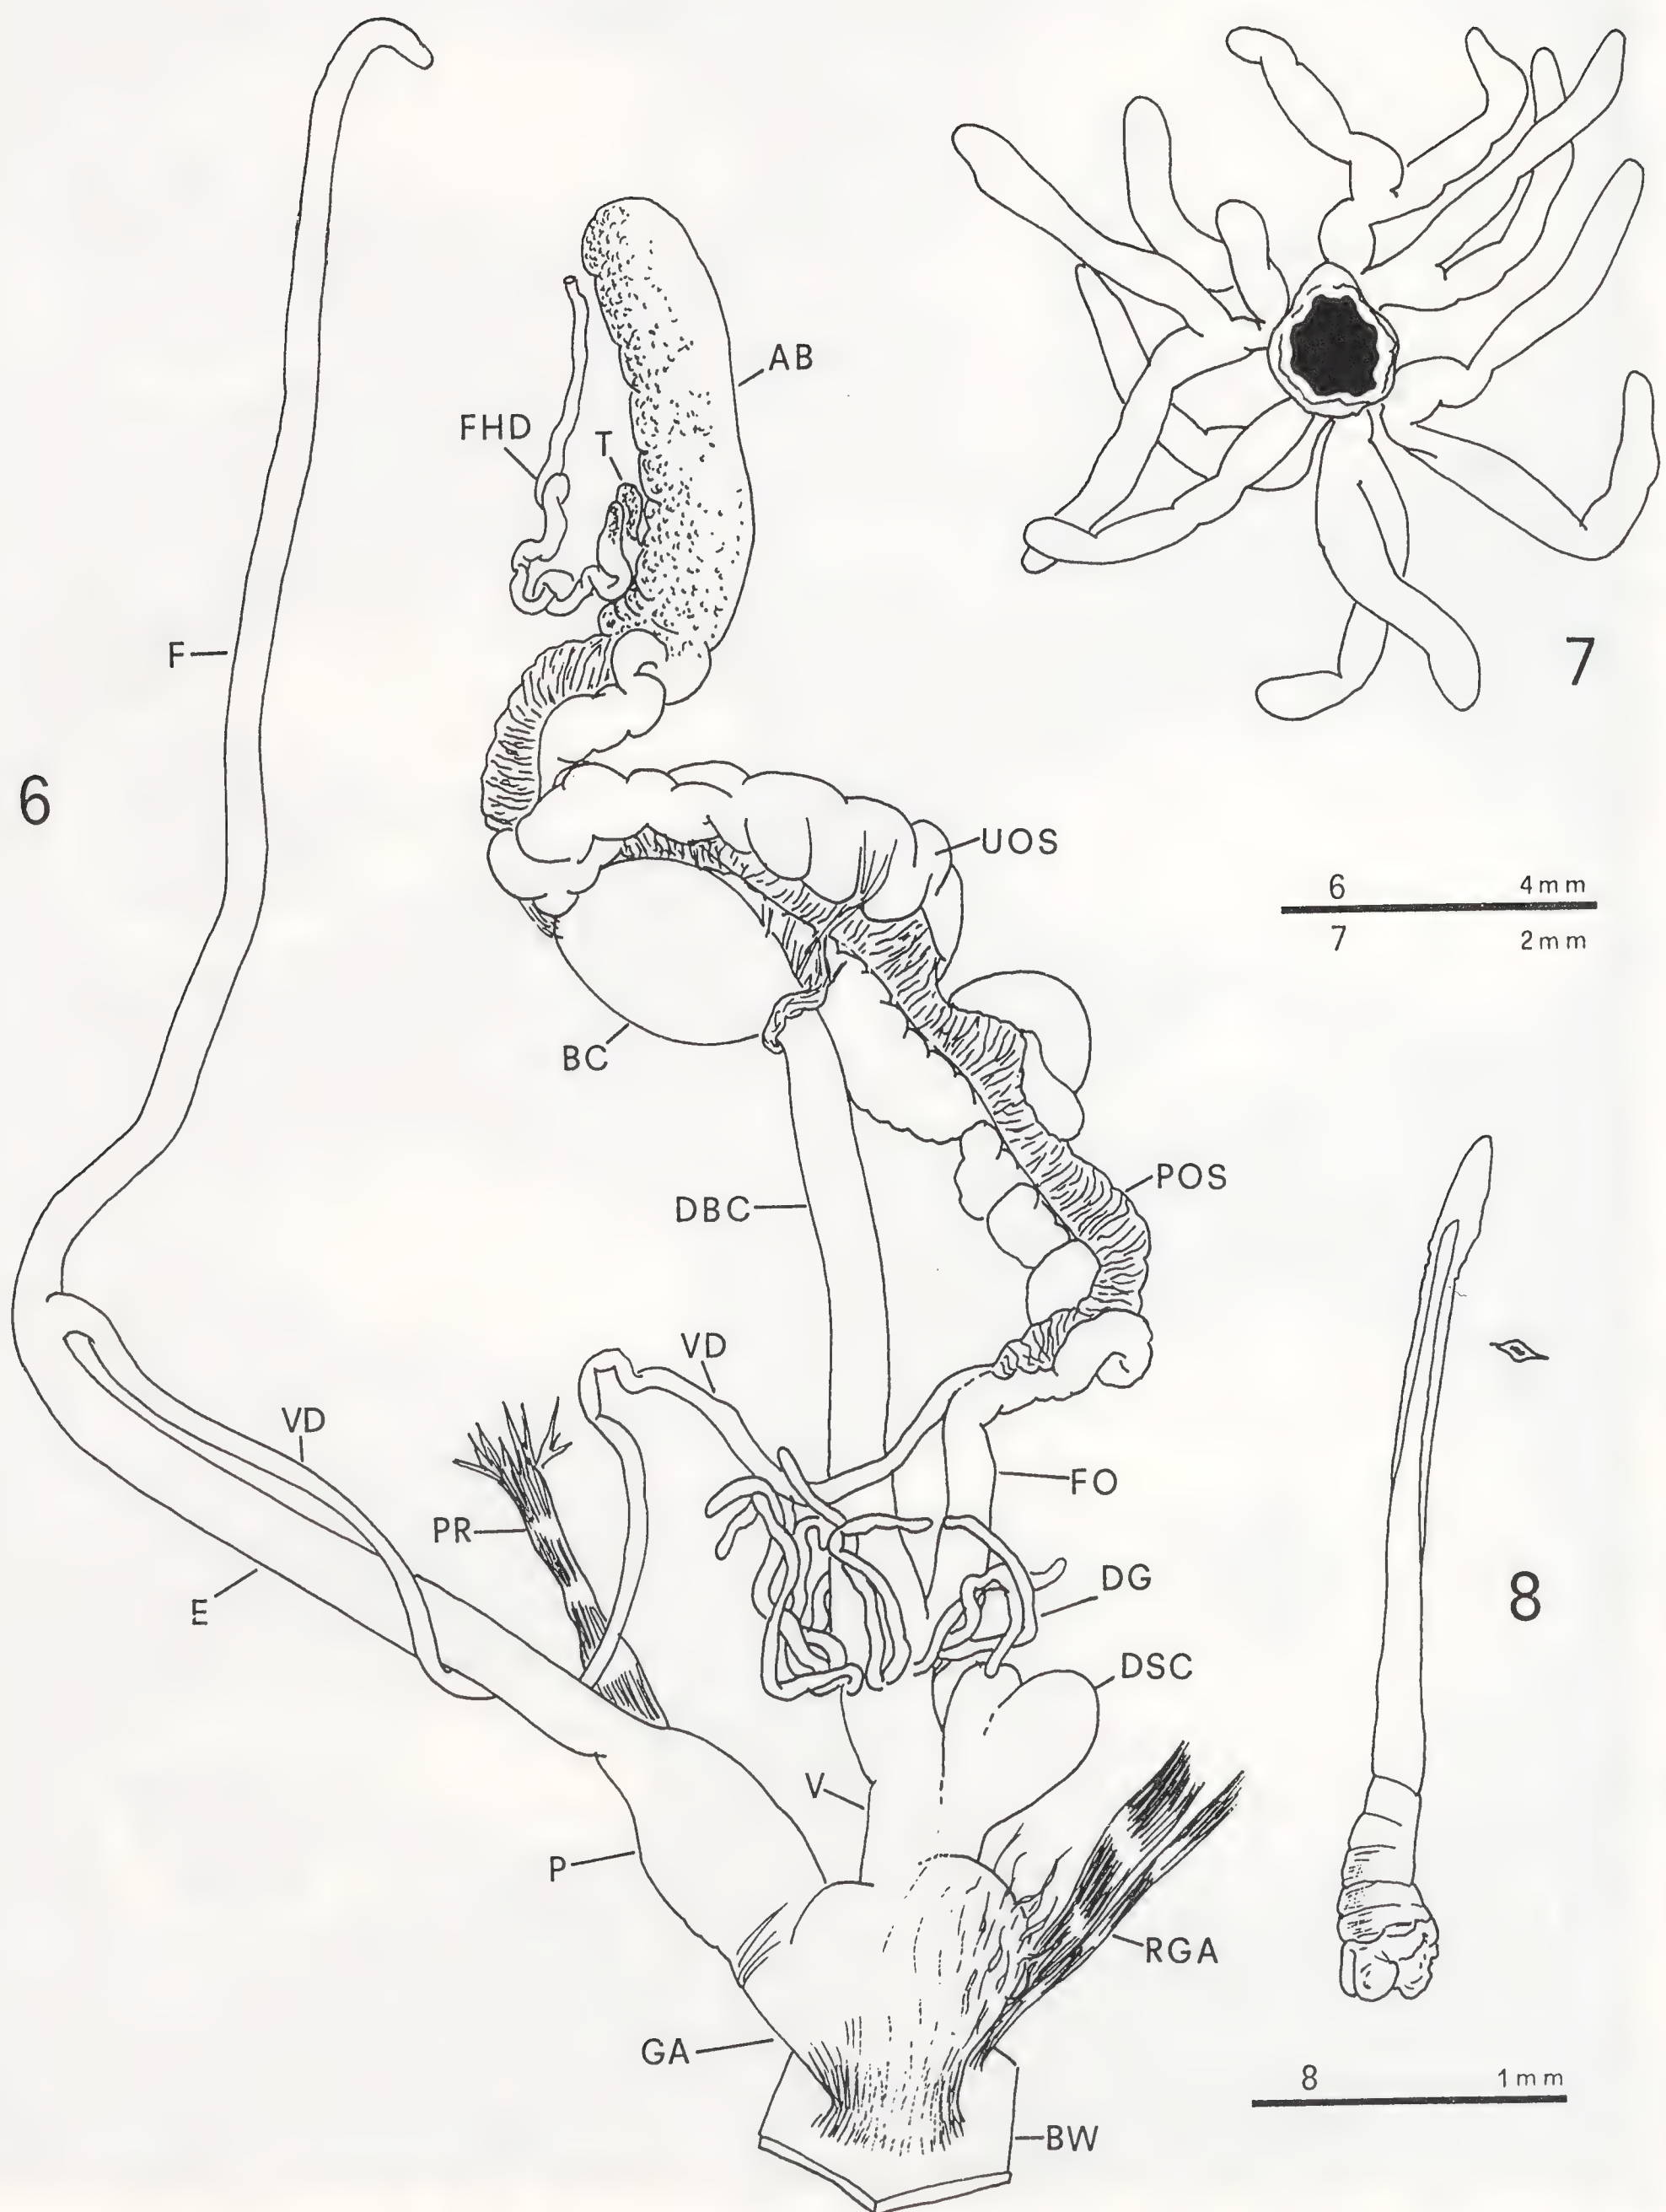 AB
FHD
T
F
7
6
UOS
6 4mm
7 2mm
BC
POS
DBC
VD
VD
FO
PR
DG
8
E
DSC
V
P
RGA
GA
8 1mm
BW